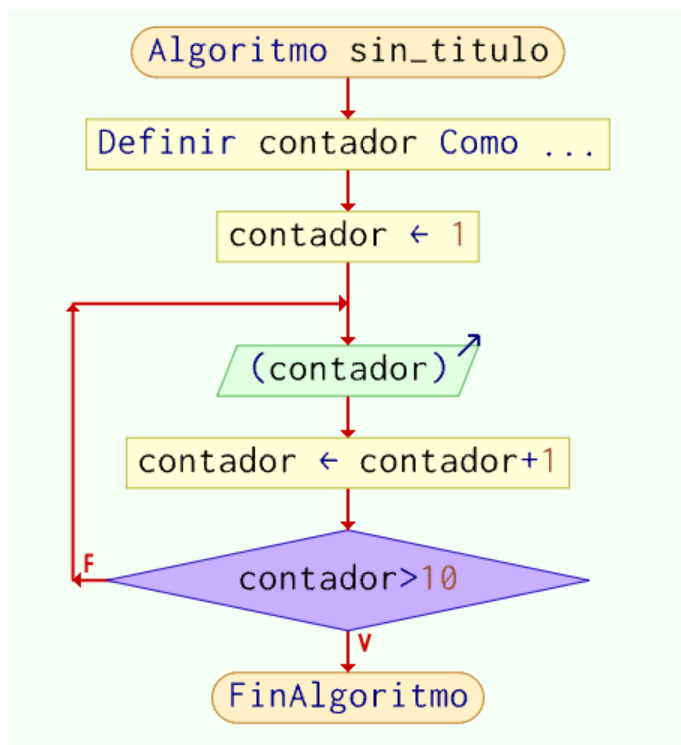 Algoritmo sin_titulo
Definir contador Como ...
contador ← 1
(contador)
contador ← contador+1
F
contador>10
V
FinAlgoritmo